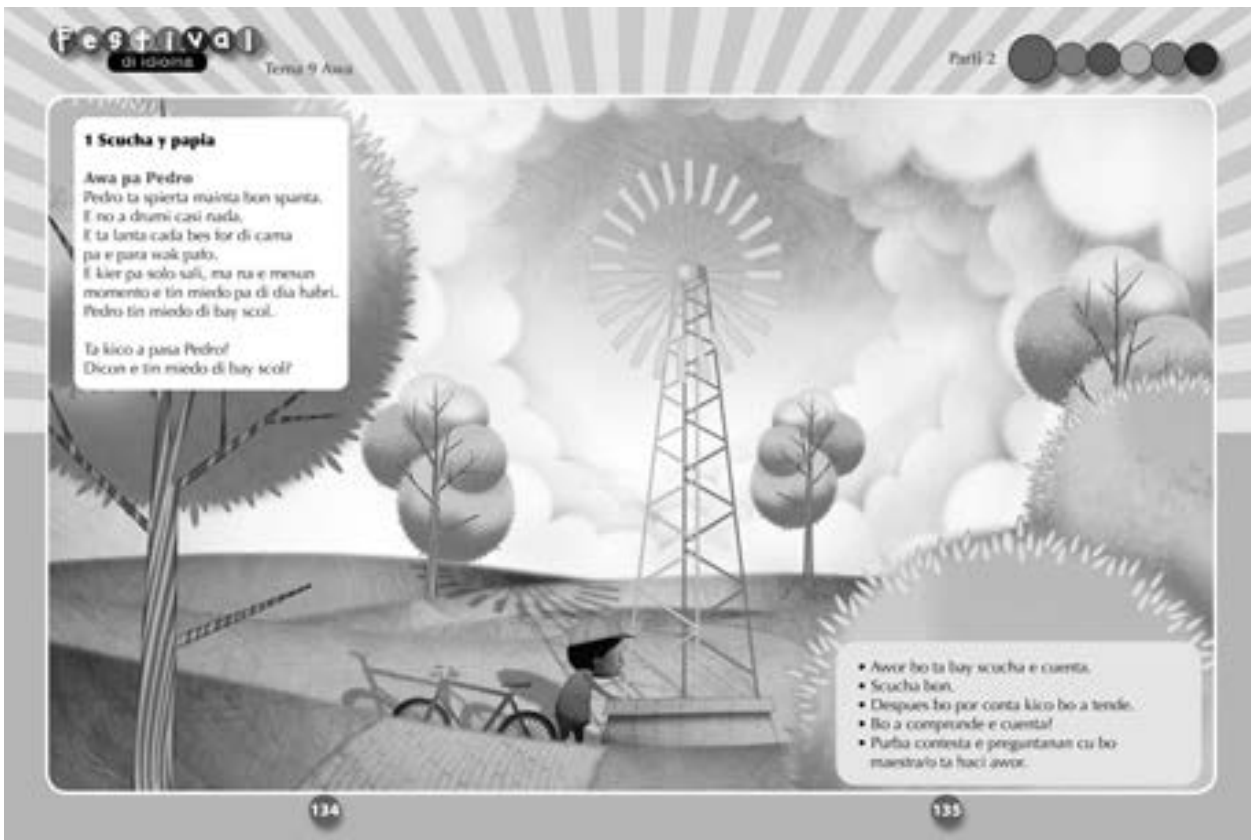 Festival
di idioma
Tema 9 Awa
Parti 2
1 Scucha y papia
Awa pa Pedro
Pedro ta spierta mainta bon spanta.
E no a drumi casi nada.
E ta lanta cada bes for di cama
pa e para wak pafo.
E kier pa solo sali, ma na e mesun
momento e tin miedo pa di dia habri.
Pedro tin miedo di bay scol.
Ta kico a pasa Pedro?
Dicon e tin miedo di bay scol?
• Awor bo ta bay scucha e cuenta.
• Scucha bon.
• Despues bo por conta kico bo a tende.
• Bo a compronde e cuenta?
• Purba contesta e preguntanan cu bo
maestra/o ta haci awor.
134
135